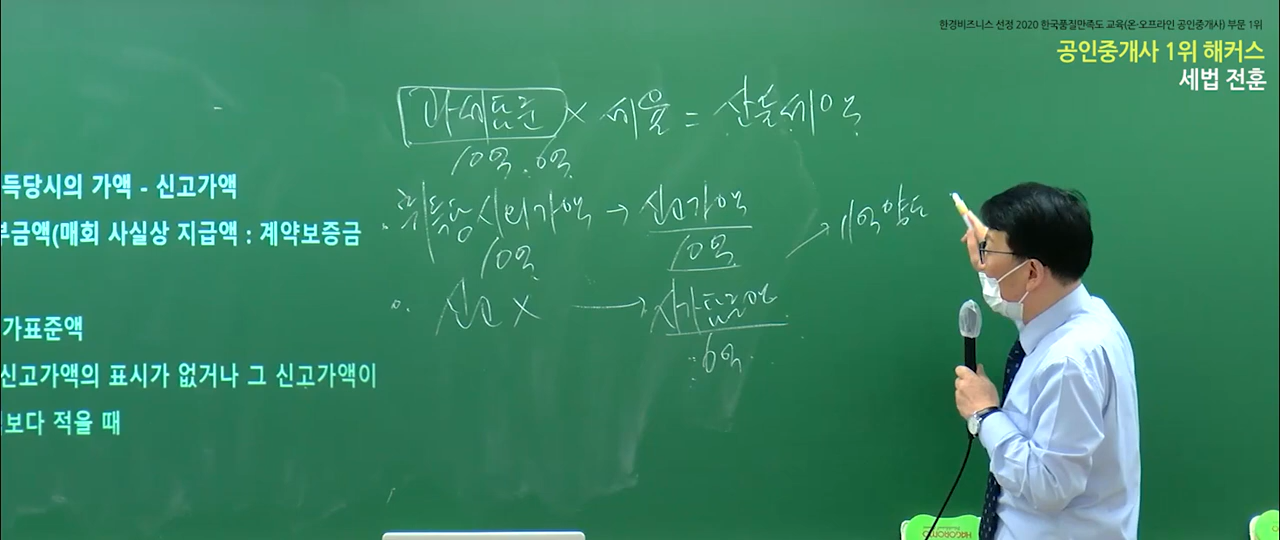 한경비즈니스 선정 2020 한국품질만족도 교육(온·오프라인 공인중개사) 부문 1위
공인중개사 1위 해커스
세법 전훈
과세표준 × 세율 = 산출세액
10억 6억
득당시의 가액 - 신고가액
취득당시의가액 → 신고가액
10억 10억
11억 양도
부금액(매회 사실상 지급액 : 계약보증금
신고 X → 시가표준액
6억
가표준액
신고가액의 표시가 없거나 그 신고가액이
보다 적을 때